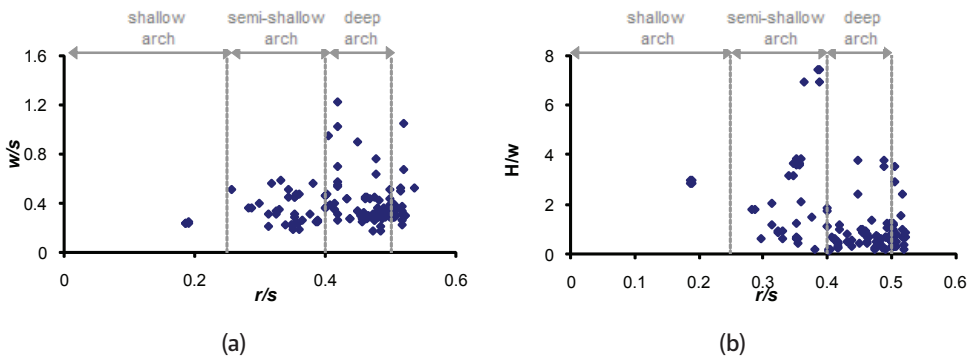 shallow arch
semi-shallow arch
deep arch
1.6
1.2
0.8
0.4
0
w/s
0
0.2
0.4
0.6
r/s
(a)
shallow arch
semi-shallow arch
deep arch
8
6
4
2
0
H/w
0
0.1
0.2
0.3
0.4
0.5
0.6
r/s
(b)